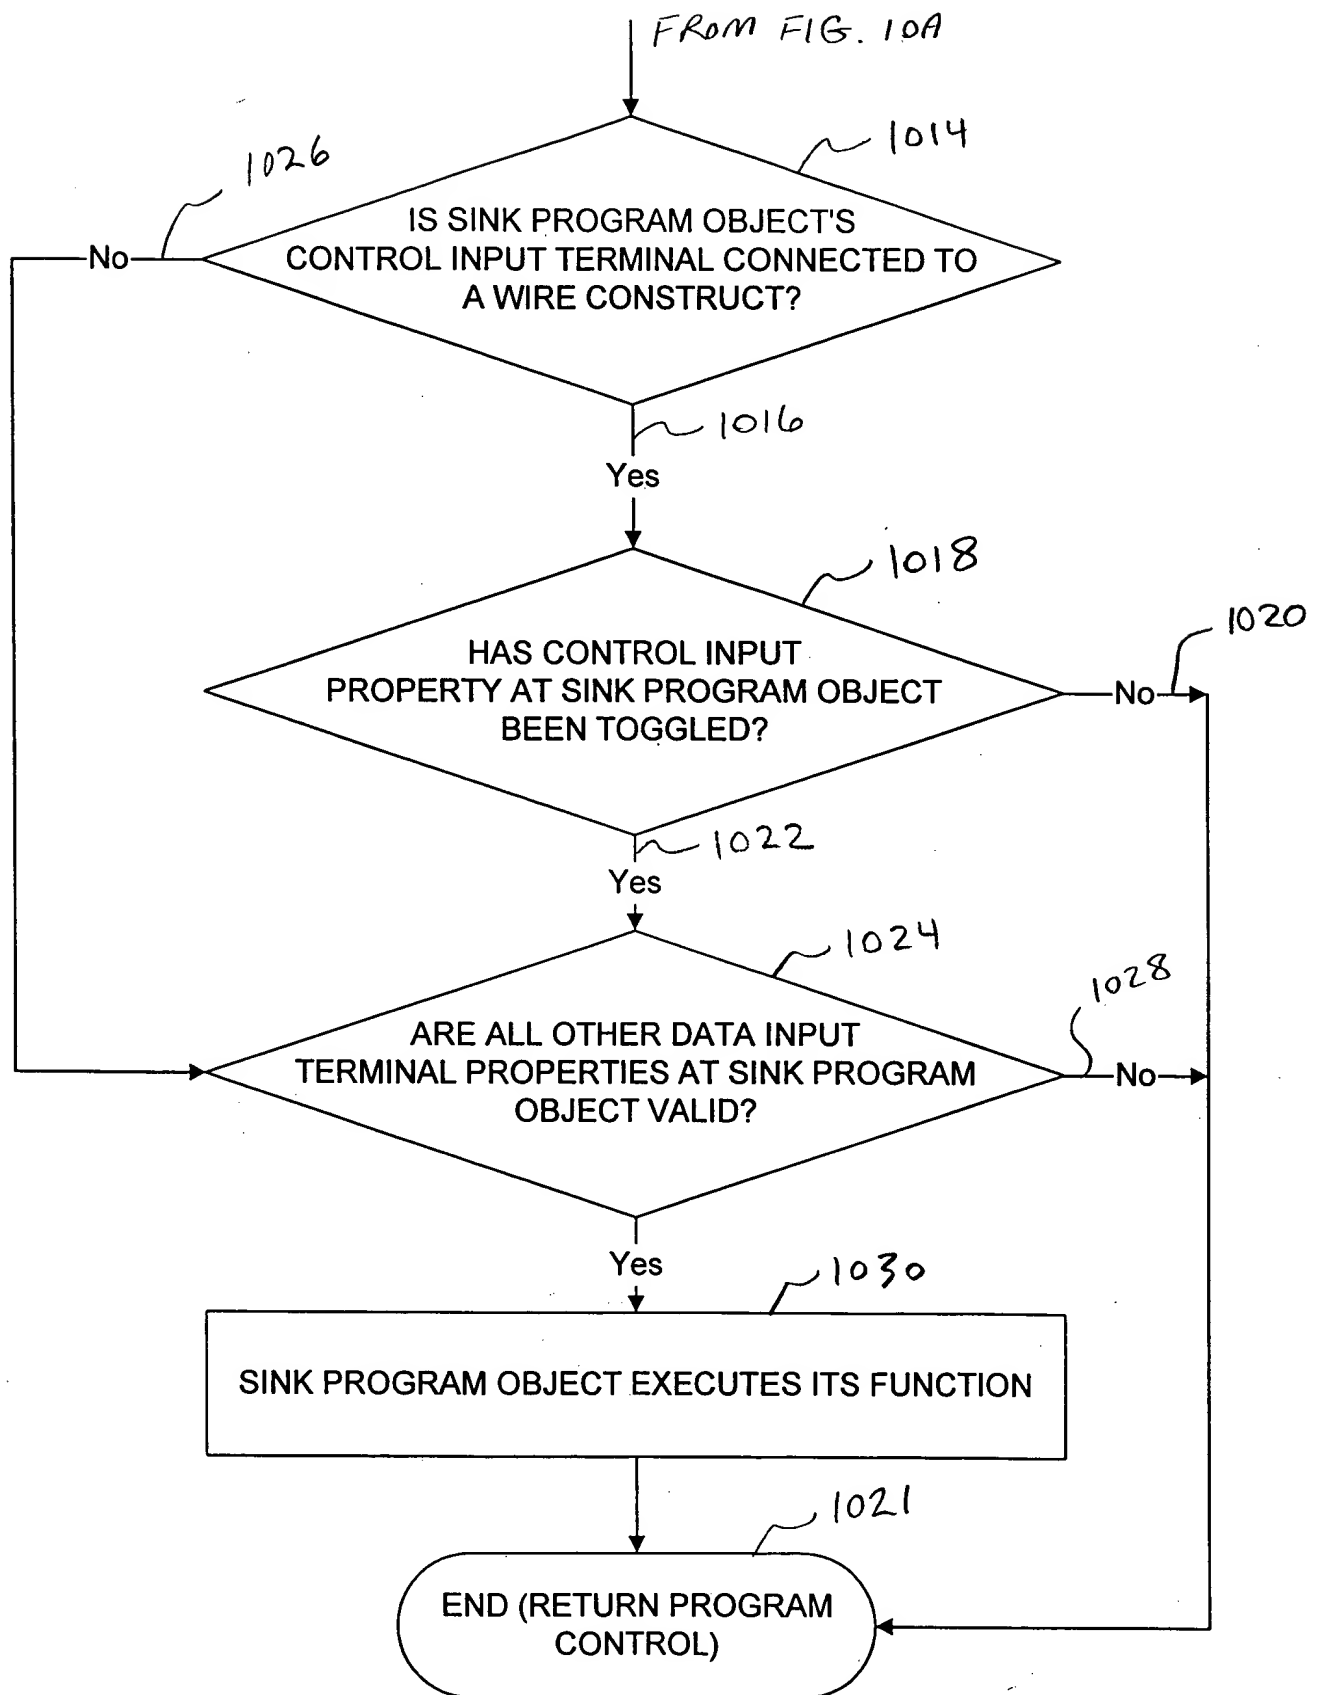 FROM FIG. 10A
1014
1026
IS SINK PROGRAM OBJECT'S
CONTROL INPUT TERMINAL CONNECTED TO
A WIRE CONSTRUCT?
No
1016
Yes
1018
1020
HAS CONTROL INPUT
PROPERTY AT SINK PROGRAM OBJECT
BEEN TOGGLED?
No
1022
Yes
1024
1028
ARE ALL OTHER DATA INPUT
TERMINAL PROPERTIES AT SINK PROGRAM
OBJECT VALID?
No
Yes
1030
SINK PROGRAM OBJECT EXECUTES ITS FUNCTION
1021
END (RETURN PROGRAM
CONTROL)